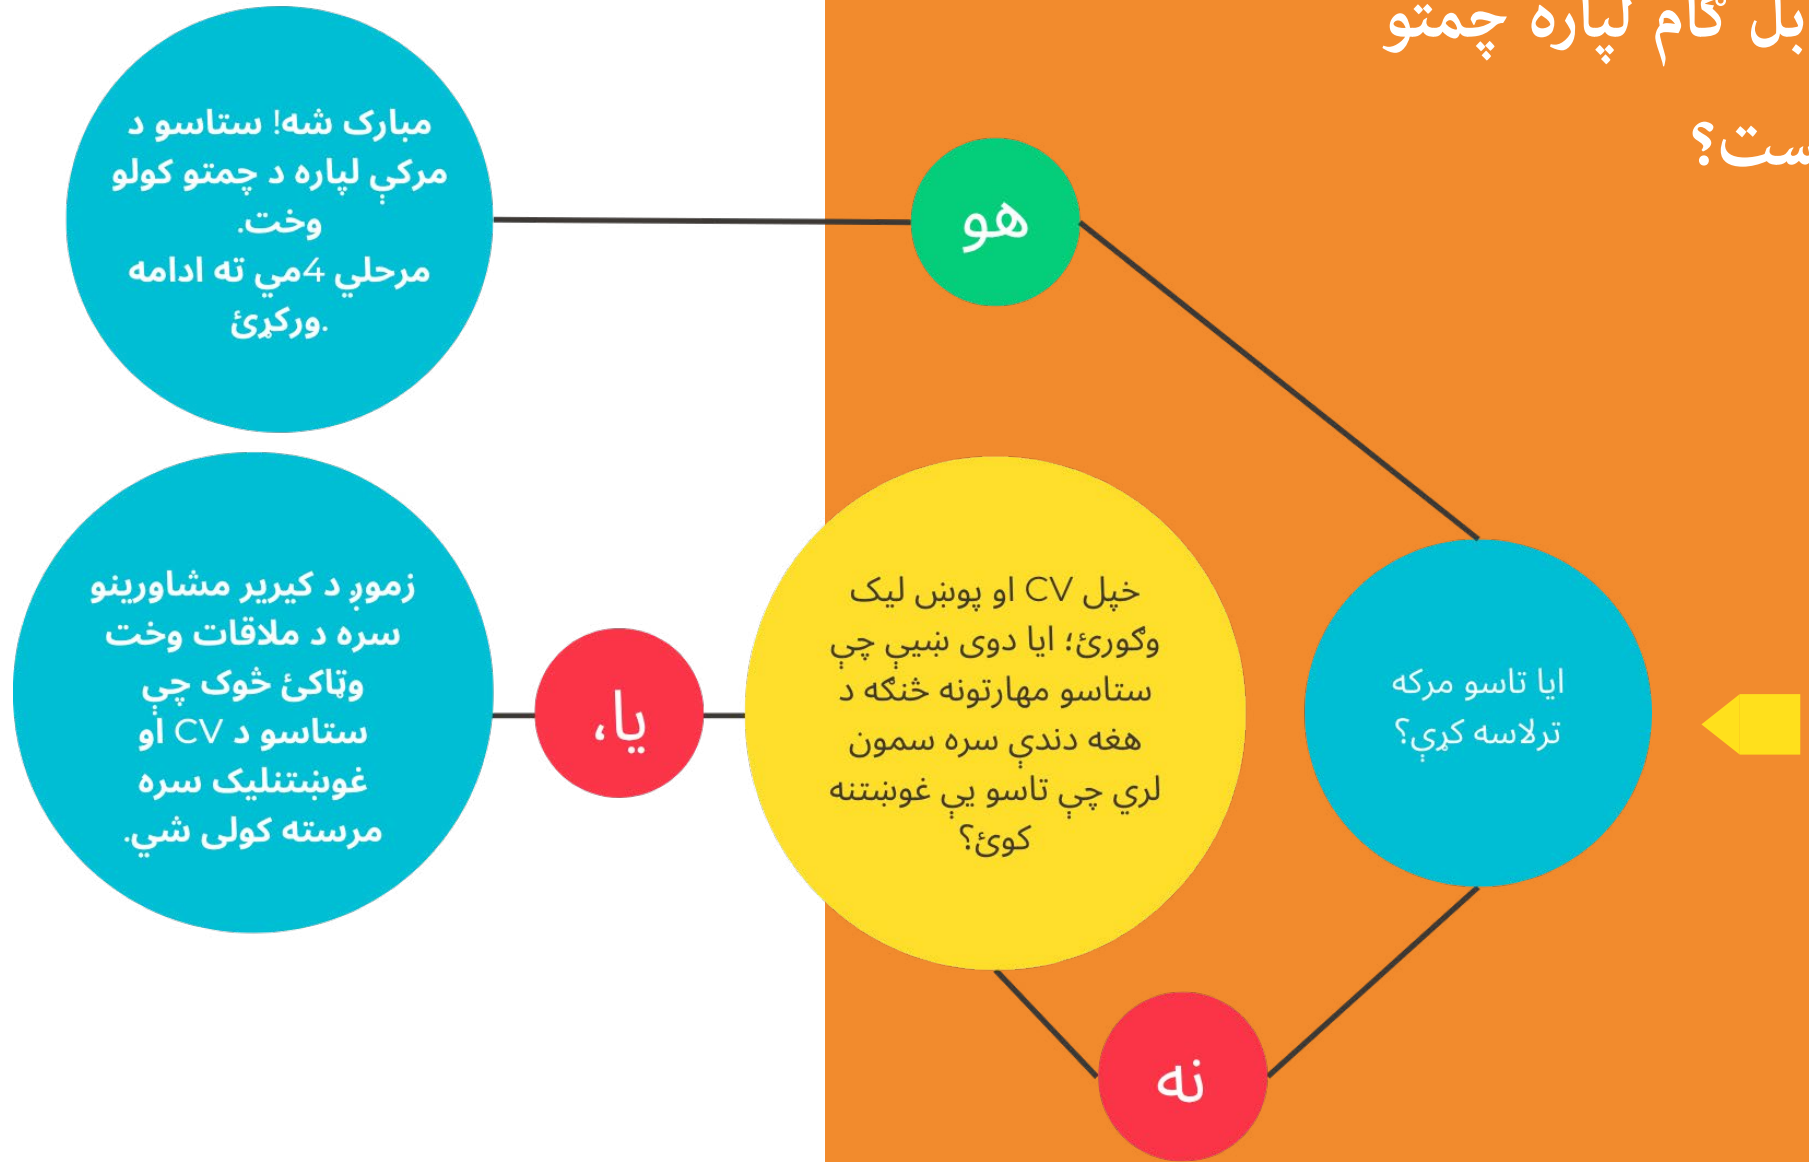 بل ګام لپاره چمتو
است؟
هو
مبارک شه! ستاسو د
مرکې لپاره د چمتو کولو
وخت.
مرحلي 4مي ته ادامه
ورکړئ.
ایا تاسو مرکه
ترلاسه کړې؟
نه
خپل CV او پوښ لیک
وګورئ؛ ایا دوی ښیې چې
ستاسو مهارتونه څنګه د
هغه دندې سره سمون
لري چې تاسو یې غوښتنه
کوئ؟
یا،
زموږ د کیریر مشاورینو
سره د ملاقات وخت
وټاکئ څوک چې
ستاسو د CV او
غوښتنلیک سره
مرسته کولی شي.